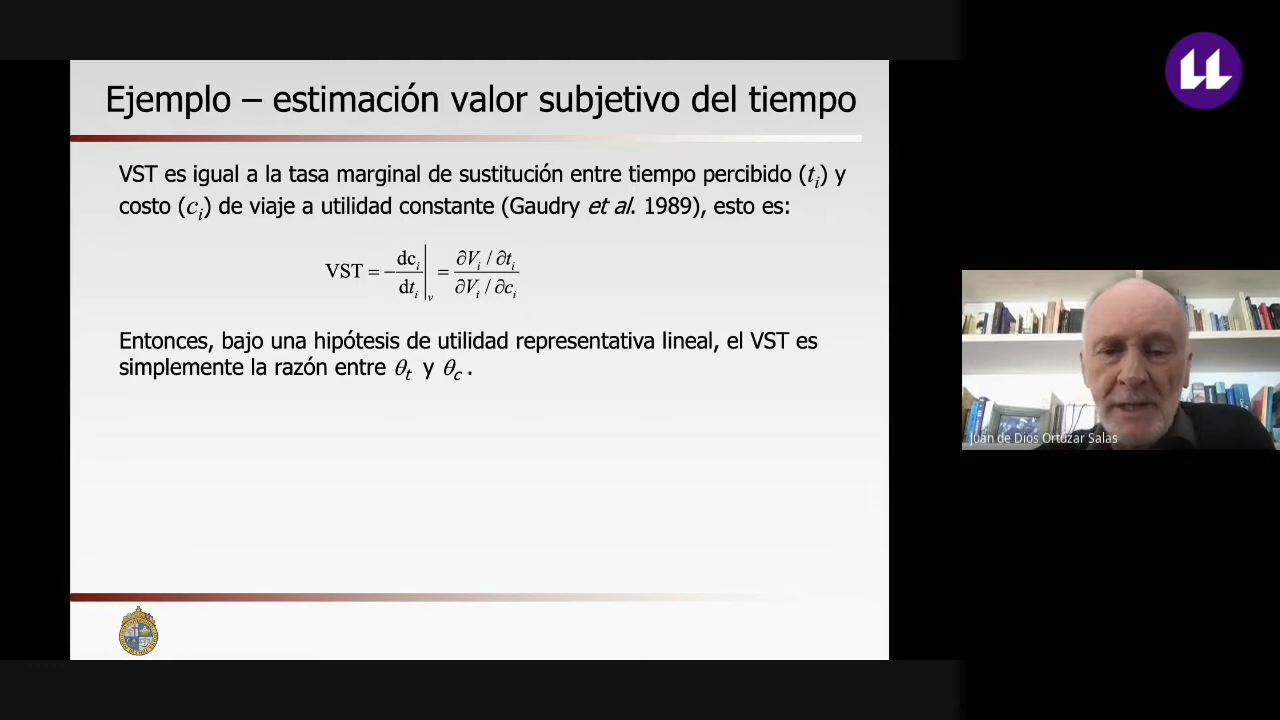 Ejemplo – estimación valor subjetivo del tiempo
VST es igual a la tasa marginal de sustitución entre tiempo percibido (tᵢ) y
costo (cᵢ) de viaje a utilidad constante (Gaudry et al. 1989), esto es:
VST = −dcᵢ/dtᵢ|ᵥ = (∂Vᵢ / ∂tᵢ)/(∂Vᵢ / ∂cᵢ)
Entonces, bajo una hipótesis de utilidad representativa lineal, el VST es
simplemente la razón entre θₜ y θ_c .
Juan de Dios Ortúzar Salas